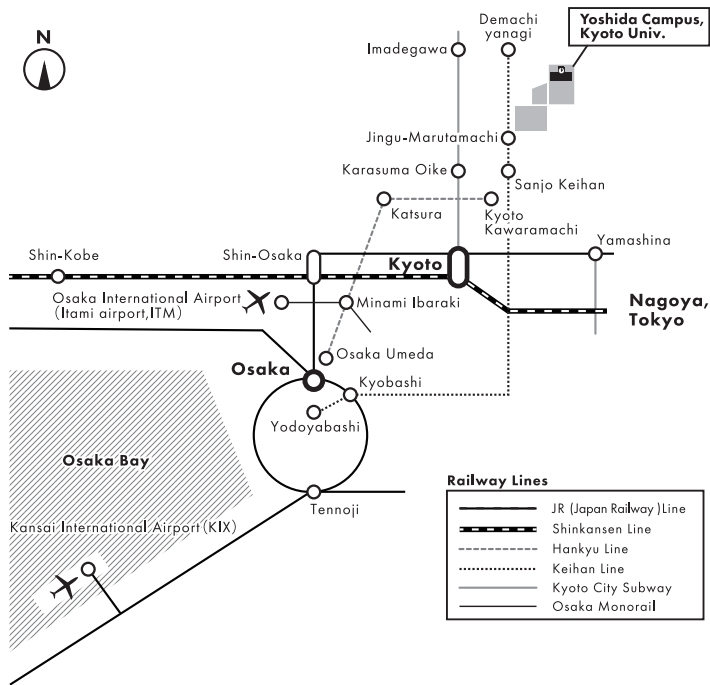 N
Demachi
yanagi
Yoshida Campus,
Kyoto Univ.
Imadegawa
Jingu-Marutamachi
Karasuma Oike
Sanjo Keihan
Katsura
Kyoto
Kawaramachi
Yamashina
Shin-Kobe
Shin-Osaka
Kyoto
Osaka International Airport
(Itami airport,ITM)
Minami Ibaraki
Nagoya,
Tokyo
Osaka Umeda
Osaka
Kyobashi
Yodoyabashi
Osaka Bay
Tennoji
Kansai International Airport(KIX)
Railway Lines
JR (Japan Railway)Line
Shinkansen Line
Hankyu Line
Keihan Line
Kyoto City Subway
Osaka Monorail